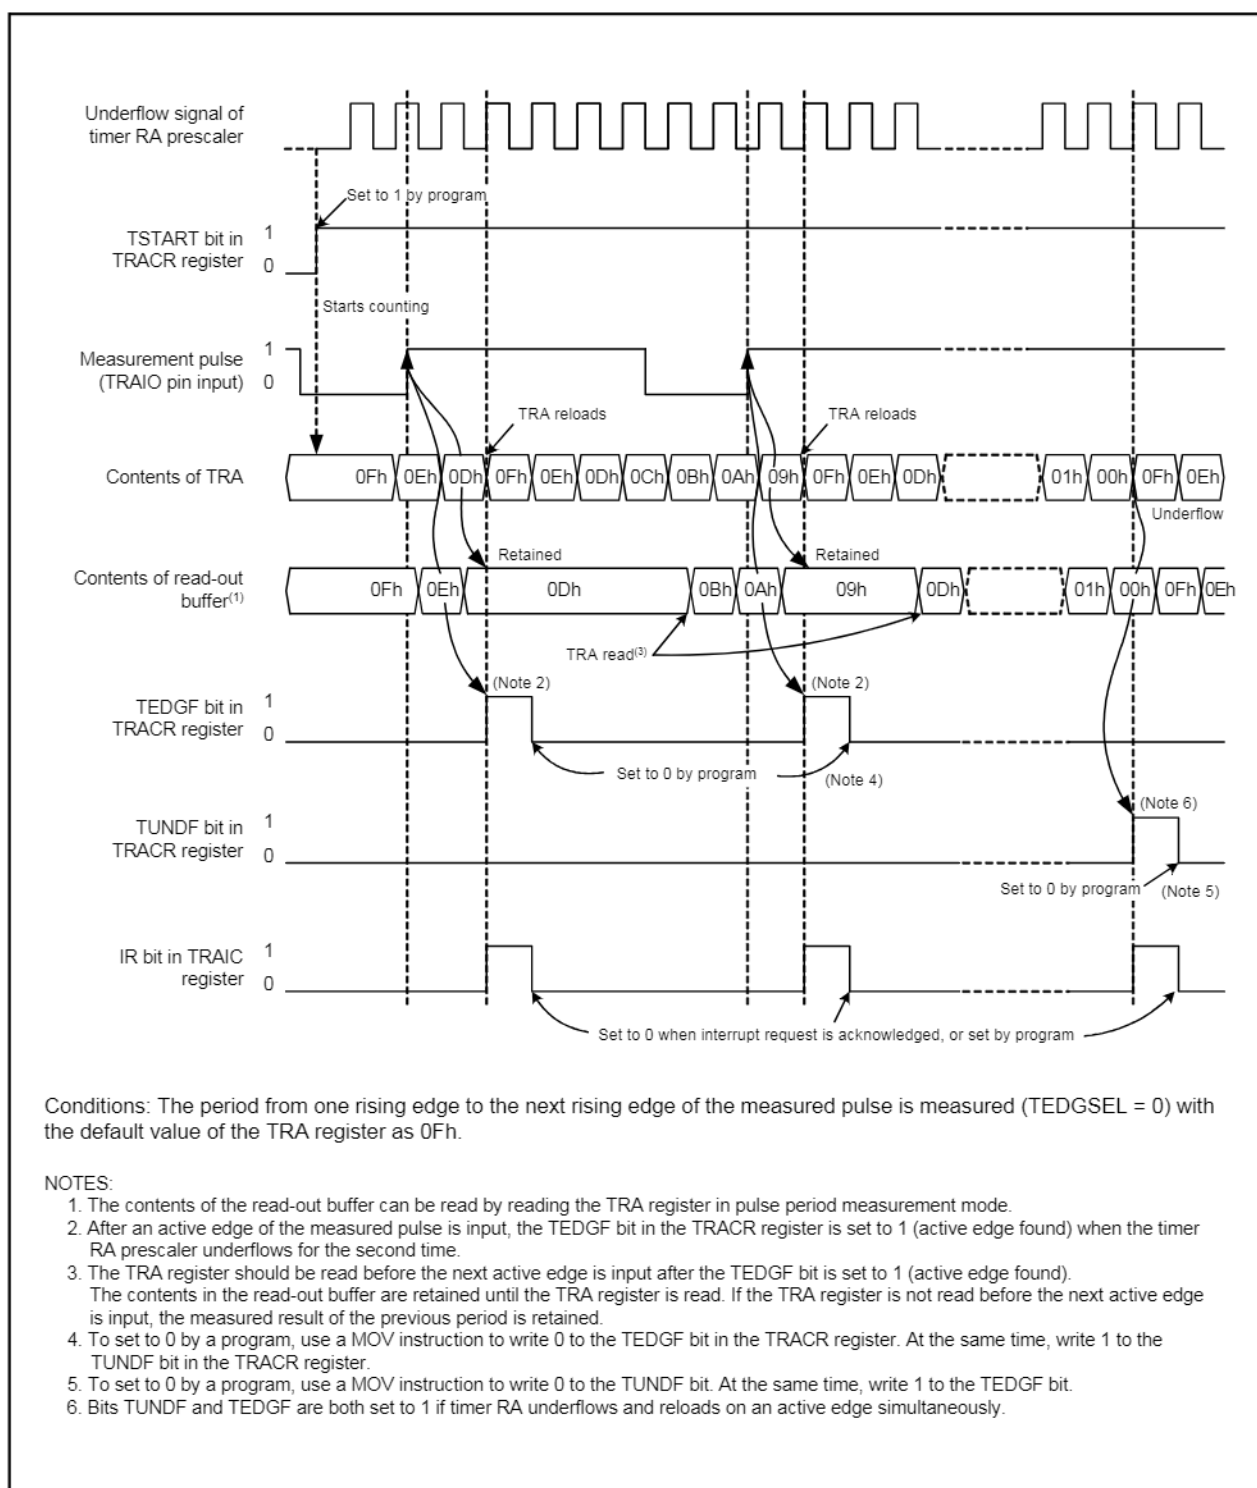 Underflow signal of
timer RA prescaler
Set to 1 by program
TSTART bit in
TRACR register
1
0
Starts counting
Measurement pulse
(TRAIO pin input)
1
0
TRA reloads
TRA reloads
Contents of TRA
0Fh 0Eh 0Dh 0Fh 0Eh 0Dh 0Ch 0Bh 0Ah 09h 0Fh 0Eh 0Dh 01h 00h 0Fh 0Eh
Underflow
Retained
Retained
Contents of read-out
buffer(1)
0Fh 0Eh 0Dh 0Bh 0Ah 09h 0Dh 01h 00h 0Fh 0Eh
TRA read(3)
(Note 2)
(Note 2)
TEDGF bit in
TRACR register
1
0
Set to 0 by program
(Note 4)
(Note 6)
TUNDF bit in
TRACR register
1
0
Set to 0 by program
(Note 5)
IR bit in TRAIC
register
1
0
Set to 0 when interrupt request is acknowledged, or set by program
Conditions: The period from one rising edge to the next rising edge of the measured pulse is measured (TEDGSEL = 0) with
the default value of the TRA register as 0Fh.
NOTES:
1. The contents of the read-out buffer can be read by reading the TRA register in pulse period measurement mode.
2. After an active edge of the measured pulse is input, the TEDGF bit in the TRACR register is set to 1 (active edge found) when the timer
RA prescaler underflows for the second time.
3. The TRA register should be read before the next active edge is input after the TEDGF bit is set to 1 (active edge found).
The contents in the read-out buffer are retained until the TRA register is read. If the TRA register is not read before the next active edge
is input, the measured result of the previous period is retained.
4. To set to 0 by a program, use a MOV instruction to write 0 to the TEDGF bit in the TRACR register. At the same time, write 1 to the
TUNDF bit in the TRACR register.
5. To set to 0 by a program, use a MOV instruction to write 0 to the TUNDF bit. At the same time, write 1 to the TEDGF bit.
6. Bits TUNDF and TEDGF are both set to 1 if timer RA underflows and reloads on an active edge simultaneously.